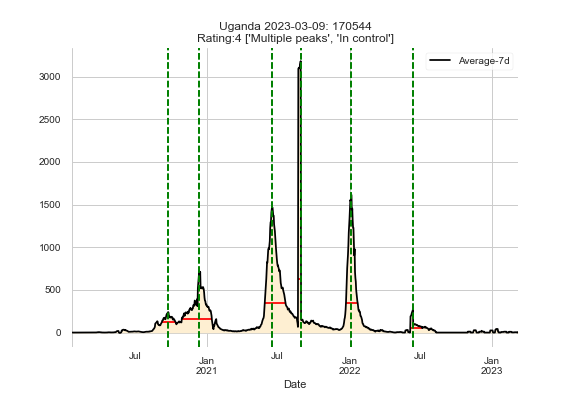 Uganda 2023-03-09: 170544
Rating:4 ['Multiple peaks', 'In control']
Average-7d
3000
2500
2000
1500
1000
500
0
Jul
Jan
2021
Jul
Jan
2022
Jul
Jan
2023
Date